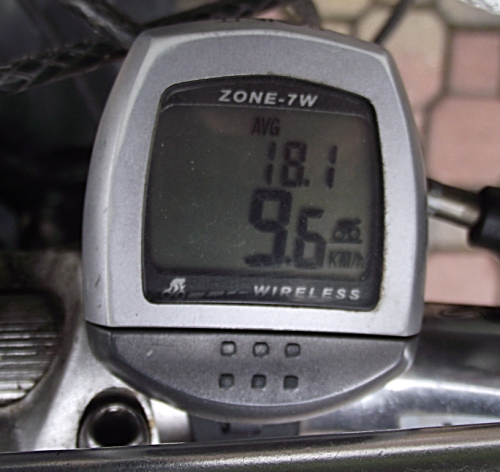 ZONE-7W
AVG
18.1
9.6
KM/h
WIRELESS